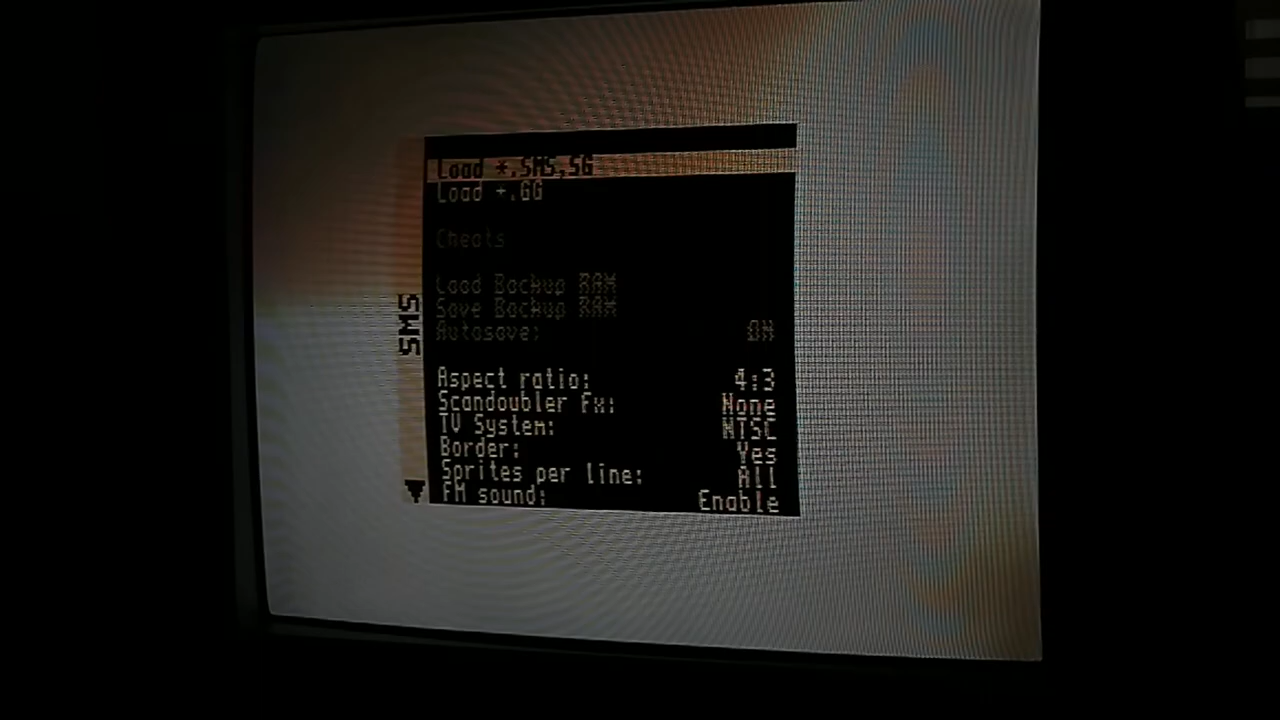 Load *.SMS,SG
Load *.GG
Cheats
Load Backup RAM
Save Backup RAM
Autosave: ON
SMS
Aspect ratio: 4:3
Scandoubler Fx: None
TV System: NTSC
Border: Yes
Sprites per line: All
FM sound: Enable